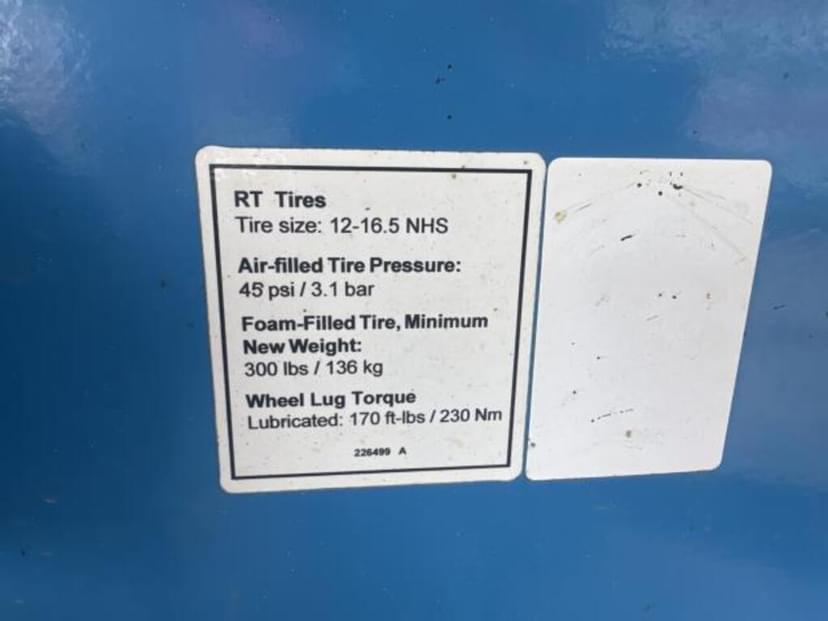 RT Tires
Tire size: 12-16.5 NHS
Air-filled Tire Pressure:
45 psi / 3.1 bar
Foam-Filled Tire, Minimum
New Weight:
300 lbs / 136 kg
Wheel Lug Torque
Lubricated: 170 ft-lbs / 230 Nm
226499 A